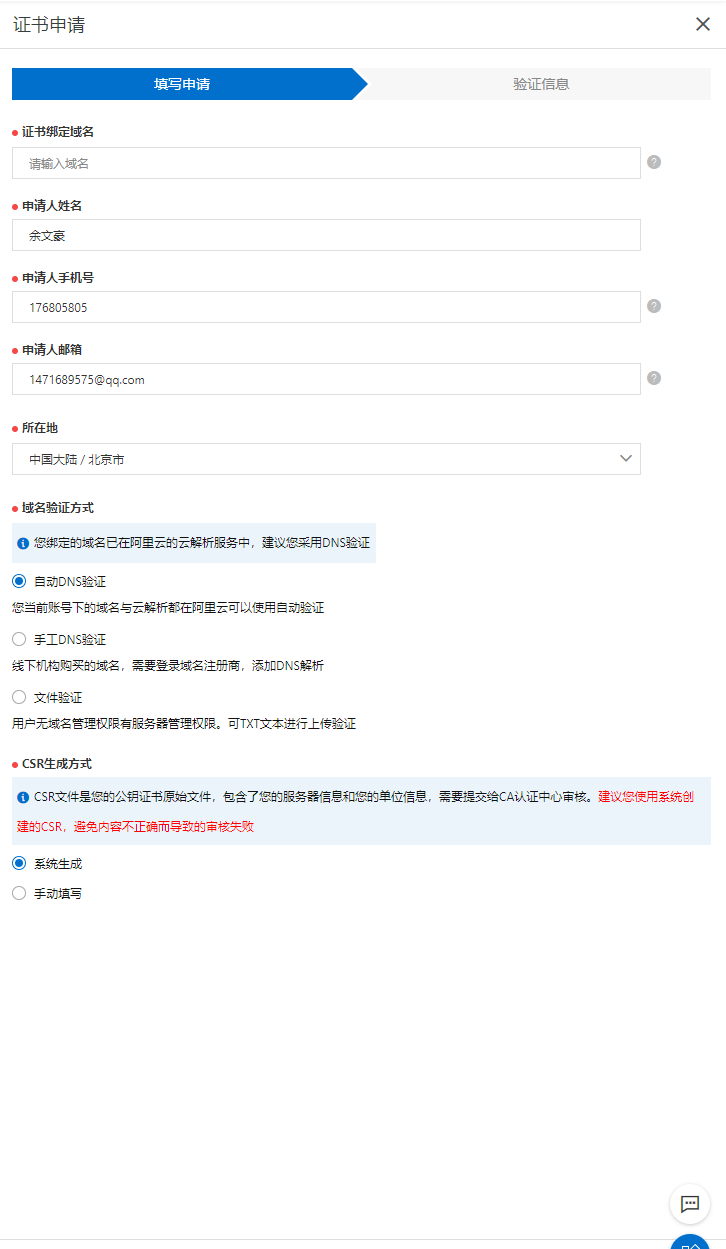 证书申请
填写申请
验证信息
证书绑定域名
请输入域名
申请人姓名
余文豪
申请人手机号
176805805
申请人邮箱
1471689575@qq.com
所在地
中国大陆 / 北京市
域名验证方式
您绑定的域名已在阿里云的云解析服务中，建议您采用DNS验证
自动DNS验证
您当前账号下的域名与云解析都在阿里云可以使用自动验证
手工DNS验证
线下机构购买的域名，需要登录域名注册商，添加DNS解析
文件验证
用户无域名管理权限有服务器管理权限。可TXT文本进行上传验证
CSR生成方式
CSR文件是您的公钥证书原始文件，包含了您的服务器信息和您的单位信息，需要提交给CA认证中心审核。建议您使用系统创
建的CSR，避免内容不正确而导致的审核失败
系统生成
手动填写